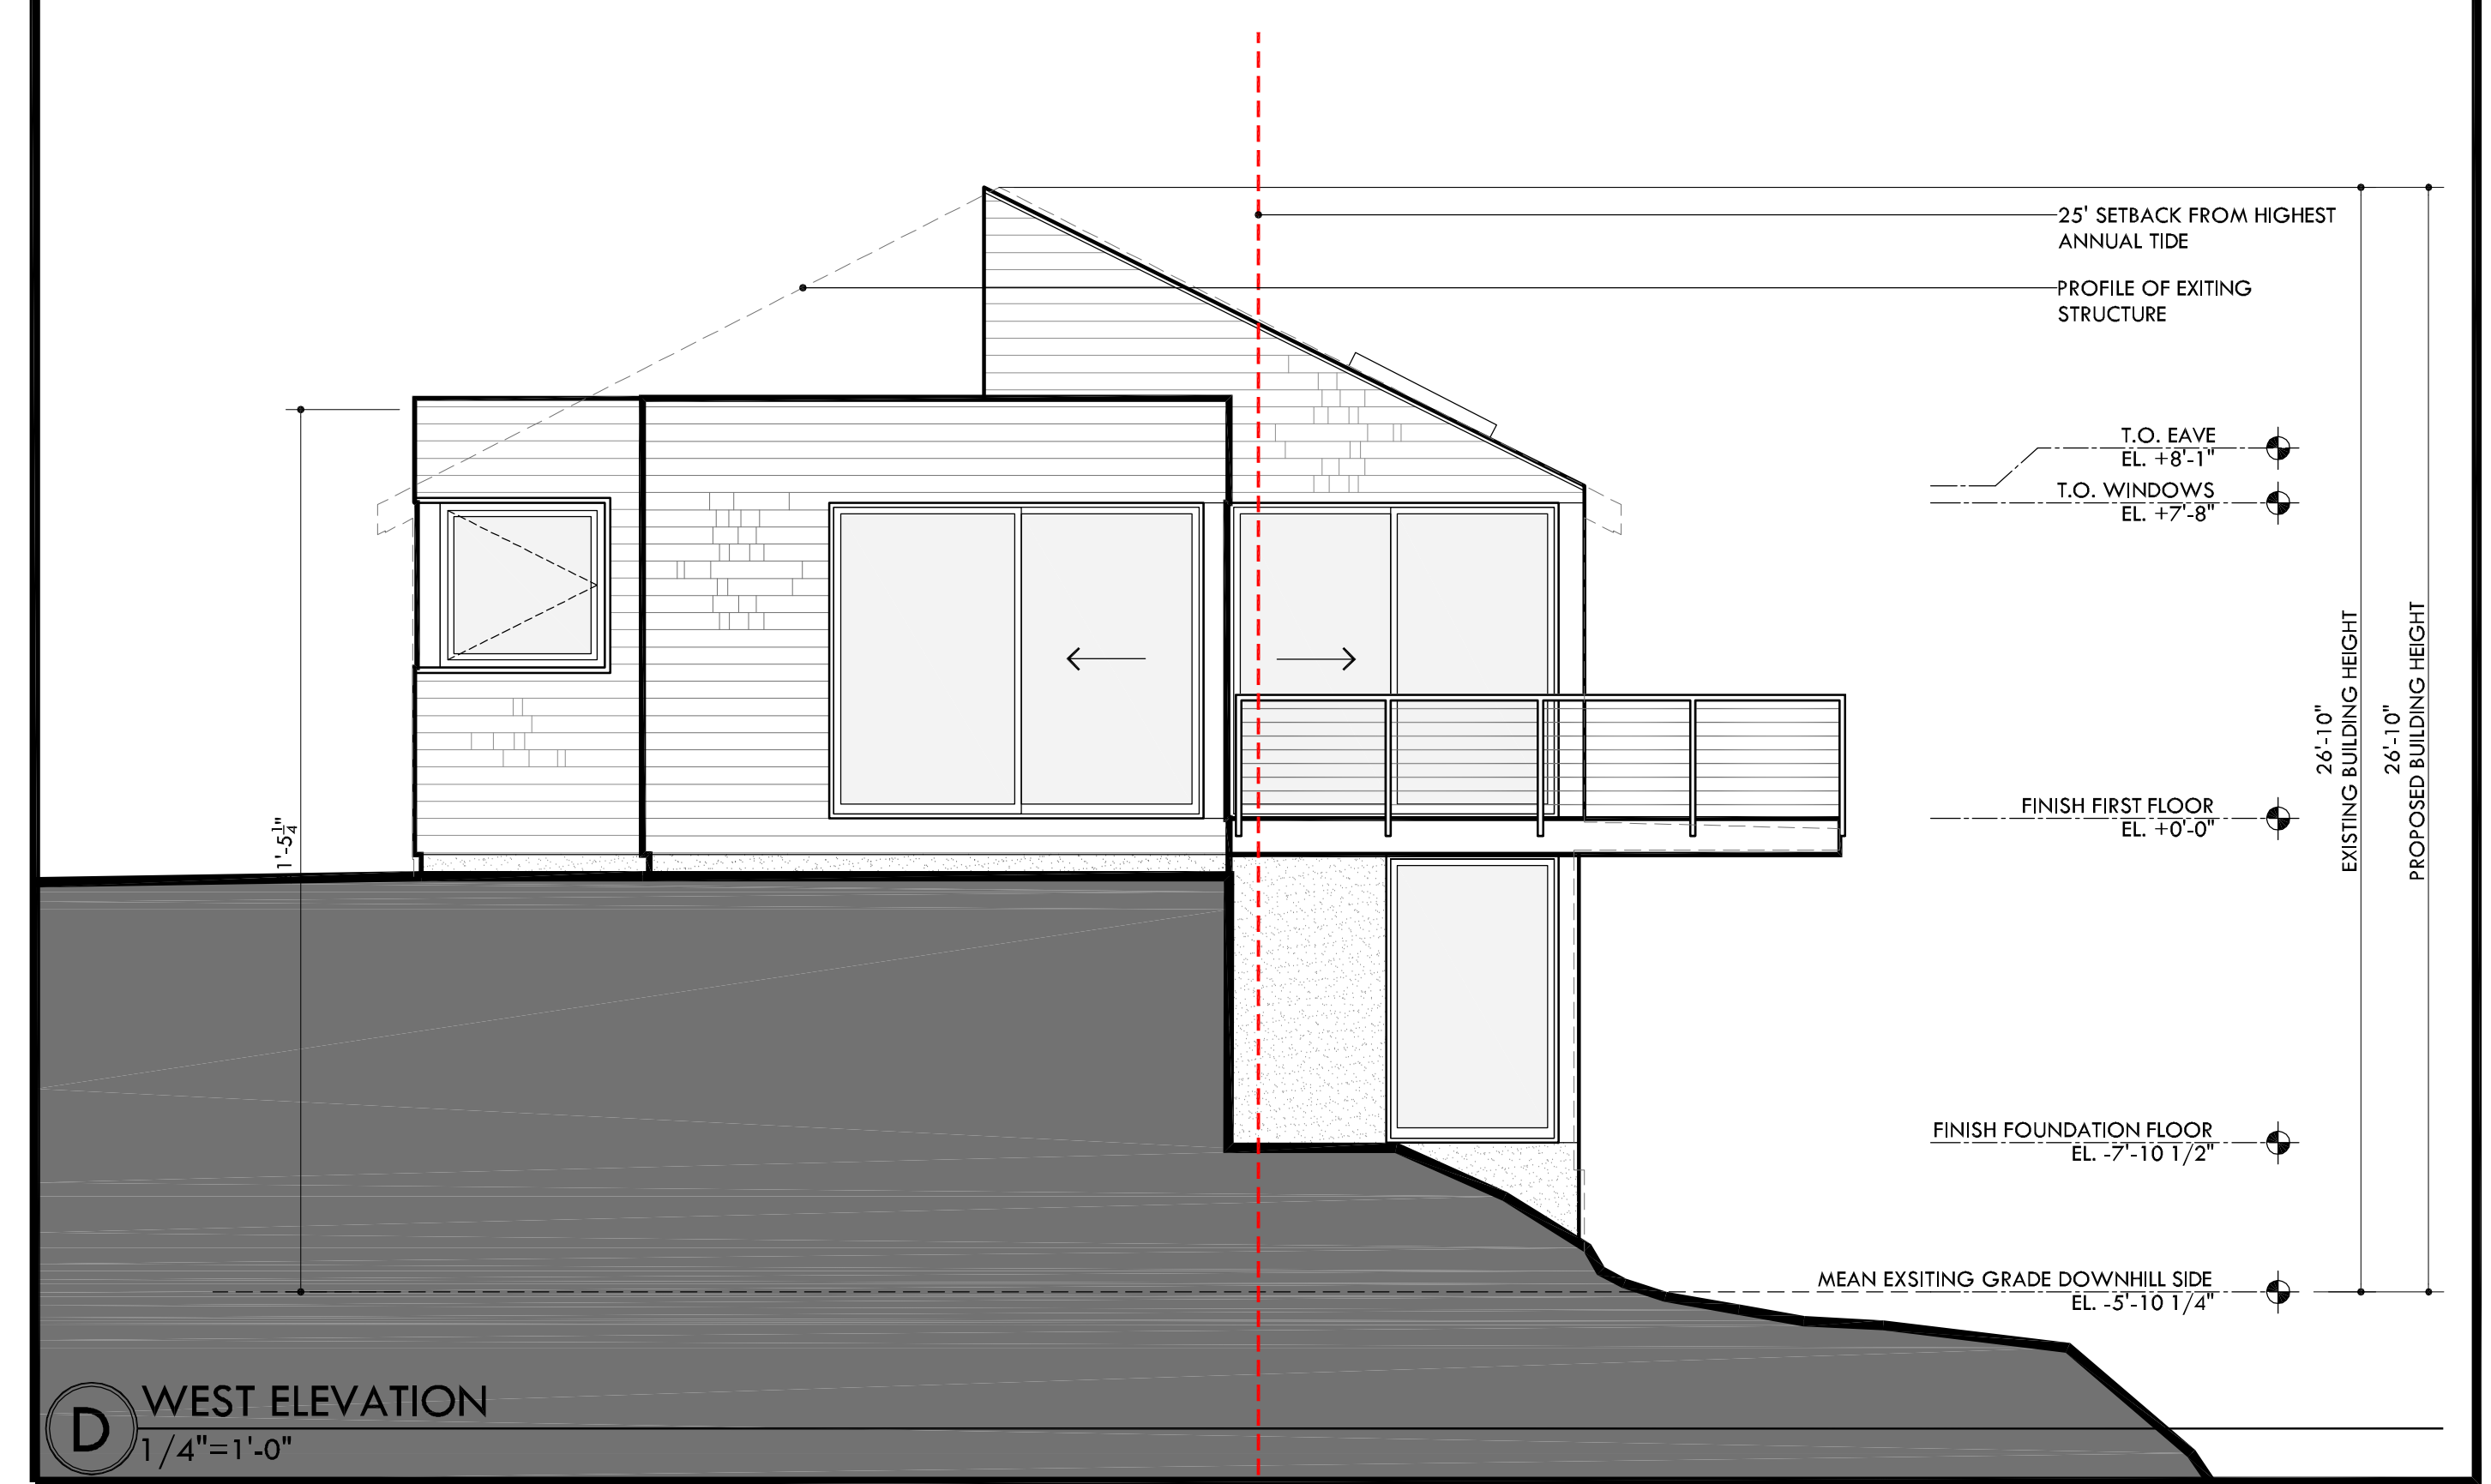 25' SETBACK FROM HIGHEST
ANNUAL TIDE
PROFILE OF EXITING
STRUCTURE
T.O. EAVE
EL. +8'-1"
T.O. WINDOWS
EL. +7'-8"
26'-10"
EXISTING BUILDING HEIGHT
26'-10"
PROPOSED BUILDING HEIGHT
FINISH FIRST FLOOR
EL. +0'-0"
1'-5 1/4"
FINISH FOUNDATION FLOOR
EL. -7'-10 1/2"
MEAN EXSITING GRADE DOWNHILL SIDE
EL. -5'-10 1/4"
D
WEST ELEVATION
1/4"=1'-0"